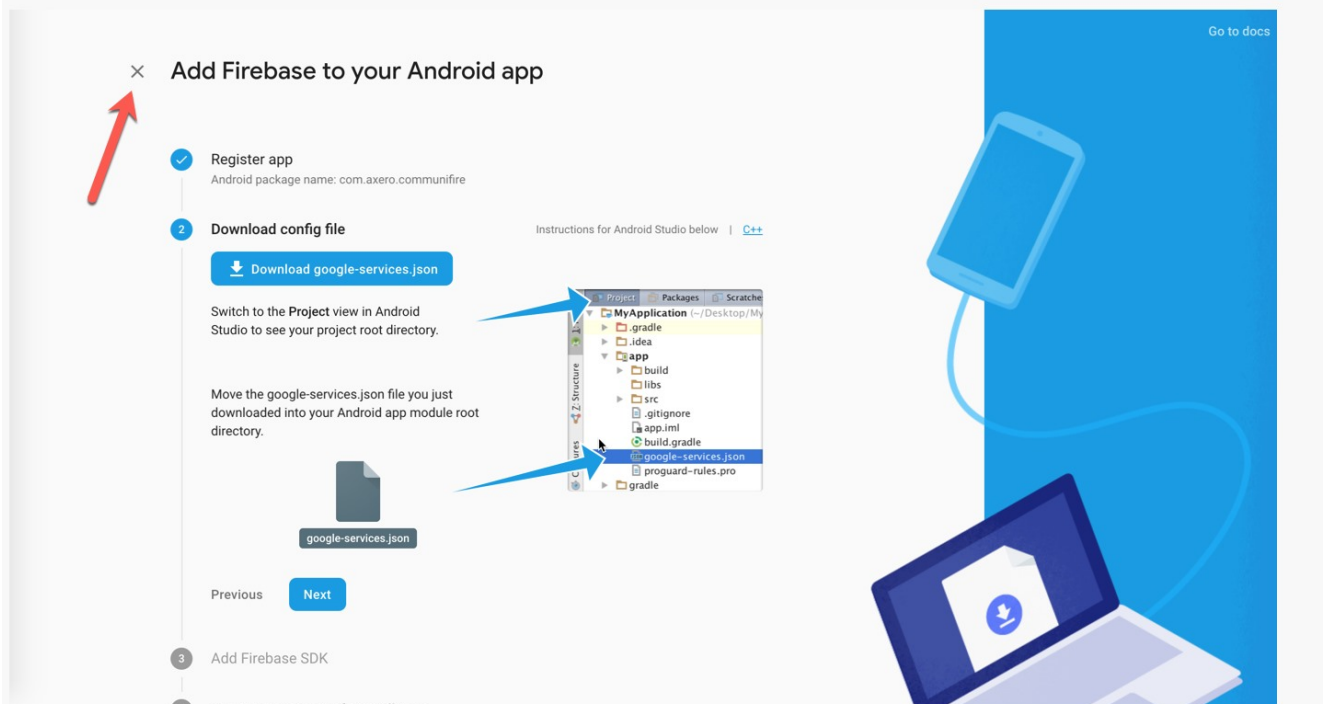 Go to docs
Add Firebase to your Android app
Register app
Android package name: com.axero.communifire
2 Download config file
Instructions for Android Studio below | C++
Download google-services.json
Switch to the Project view in Android
Studio to see your project root directory.
Move the google-services.json file you just
downloaded into your Android app module root
directory.
google-services.json
Project Packages Scratche
MyApplication (~/Desktop/My
.gradle
.idea
app
build
libs
src
.gitignore
app.iml
build.gradle
google-services.json
proguard-rules.pro
gradle
Z: Structure
Previous Next
3 Add Firebase SDK